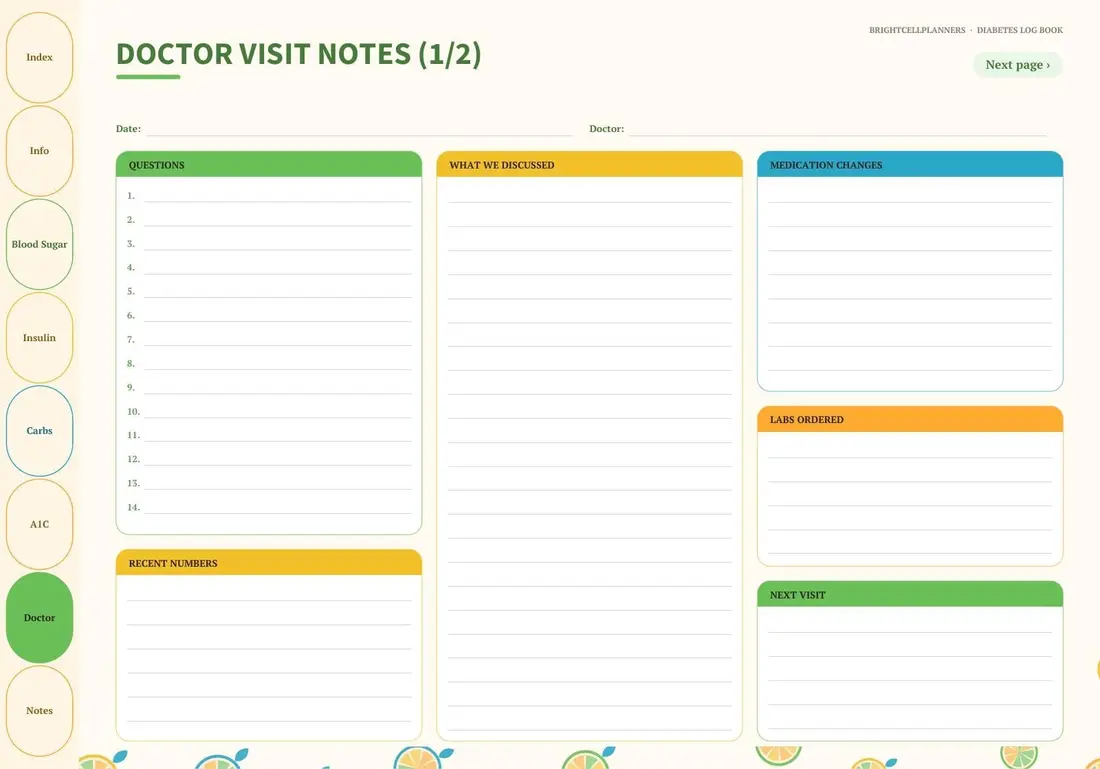 Index
Info
Blood Sugar
Insulin
Carbs
A1C
Doctor
Notes
BRIGHTCELLPLANNERS · DIABETES LOG BOOK
DOCTOR VISIT NOTES (1/2)
Next page ›
Date:
Doctor:
QUESTIONS
1.
2.
3.
4.
5.
6.
7.
8.
9.
10.
11.
12.
13.
14.
RECENT NUMBERS
WHAT WE DISCUSSED
MEDICATION CHANGES
LABS ORDERED
NEXT VISIT